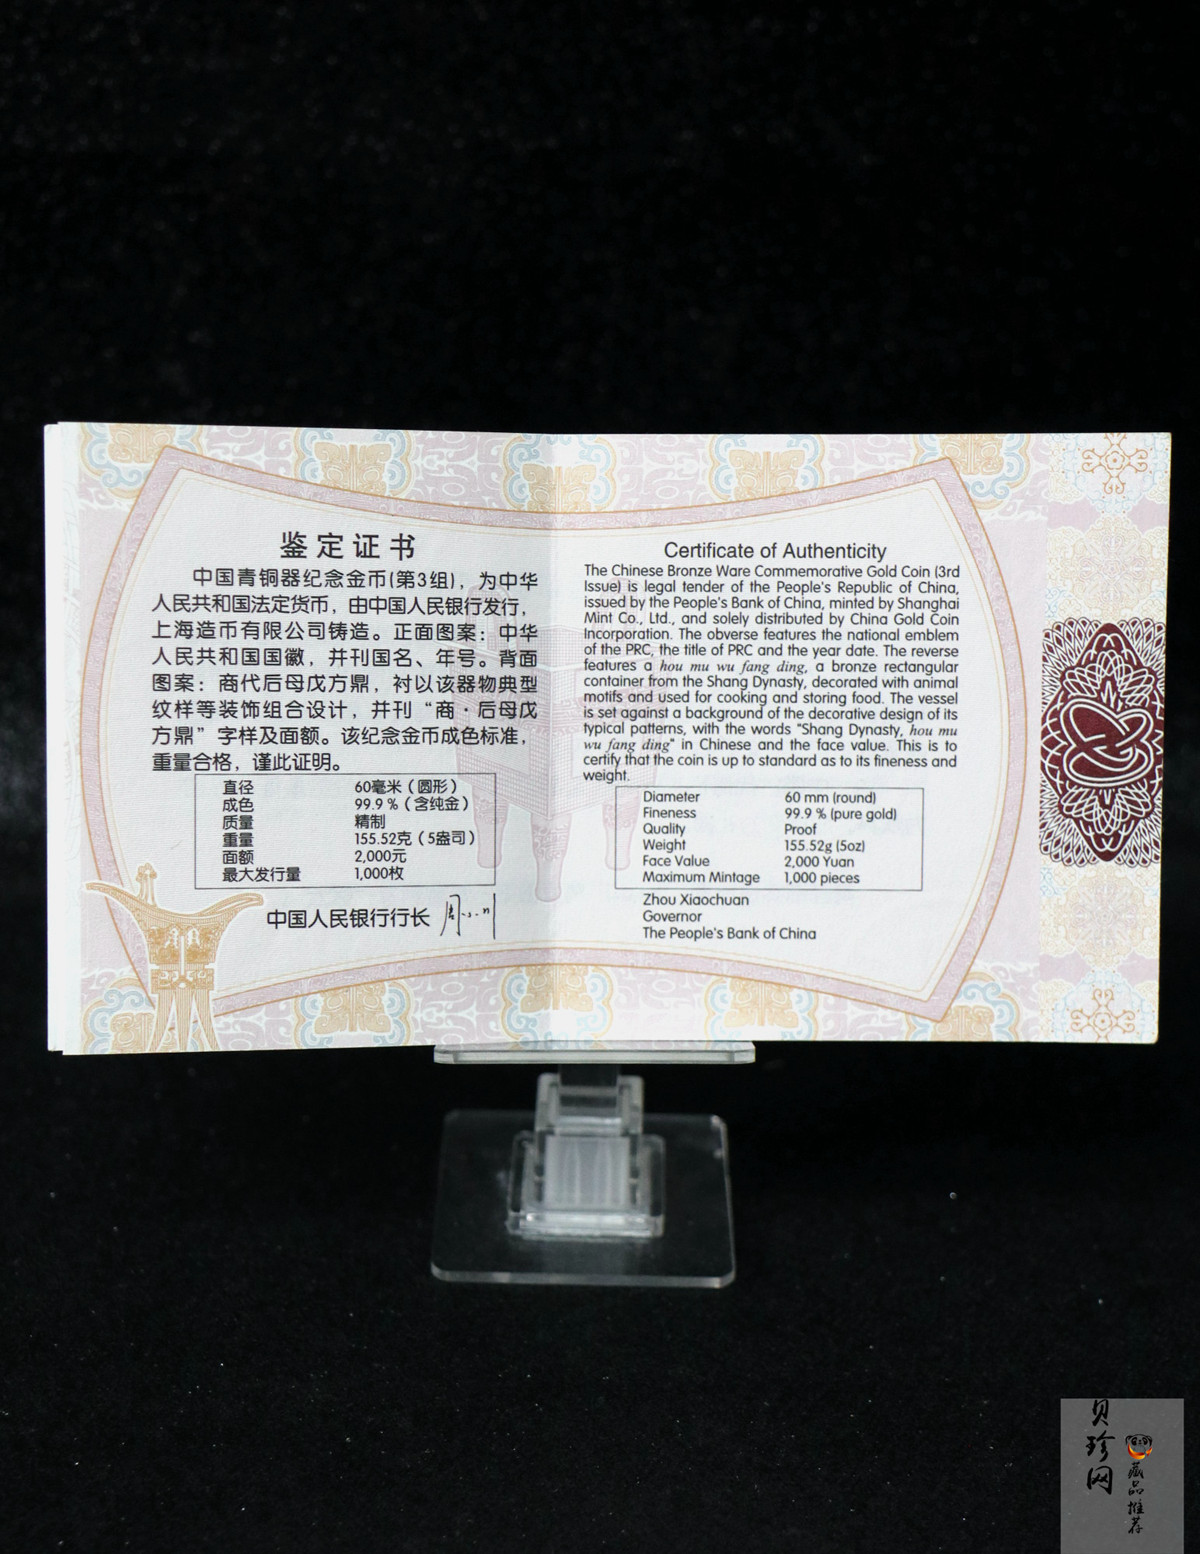 鉴定证书
中国青铜器纪念金币(第3组)，为中华
人民共和国法定货币，由中国人民银行发行，
上海造币有限公司铸造。正面图案：中华
人民共和国国徽，并刊国名、年号。背面
图案：商代后母戊方鼎，衬以该器物典型
纹样等装饰组合设计，并刊“商·后母戊
方鼎”字样及面额。该纪念金币成色标准，
重量合格，谨此证明。
直径 60毫米（圆形）
成色 99.9％（含纯金）
质量 精制
重量 155.52克（5盎司）
面额 2,000元
最大发行量 1,000枚
中国人民银行行长
Certificate of Authenticity
The Chinese Bronze Ware Commemorative Gold Coin (3rd
Issue) is legal tender of the People's Republic of China,
issued by the People's Bank of China, minted by Shanghai
Mint Co., Ltd., and solely distributed by China Gold Coin
Incorporation. The obverse features the national emblem
of the PRC, the title of PRC and the year date. The reverse
features a hou mu wu fang ding, a bronze rectangular
container from the Shang Dynasty, decorated with animal
motifs and used for cooking and storing food. The vessel
is set against a background of the decorative design of its
typical patterns, with the words "Shang Dynasty, hou mu
wu fang ding" in Chinese and the face value. This is to
certify that the coin is up to standard as to its fineness and
weight.
Diameter 60 mm (round)
Fineness 99.9 % (pure gold)
Quality Proof
Weight 155.52g (5oz)
Face Value 2,000 Yuan
Maximum Mintage 1,000 pieces
Zhou Xiaochuan
Governor
The People's Bank of China
贝珍网
藏品推荐